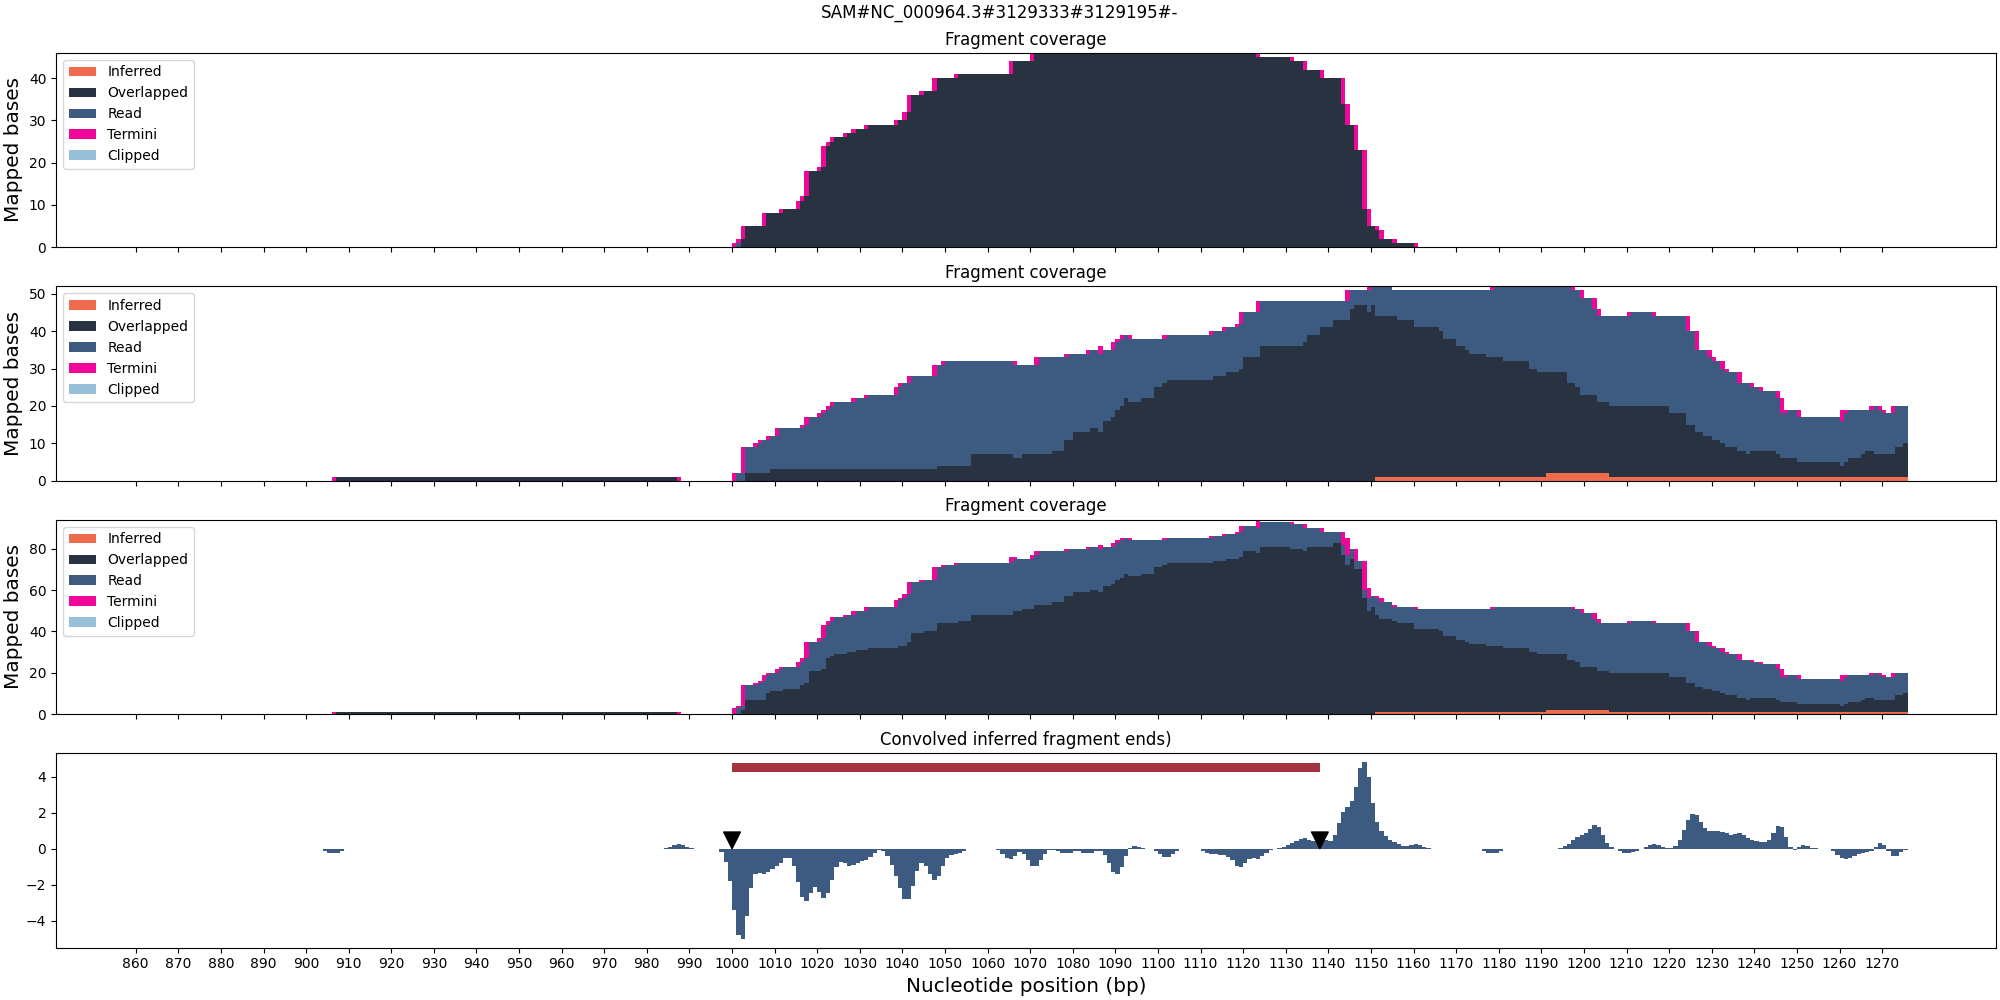 SAM#NC_000964.3#3129333#3129195#-
Fragment coverage
Mapped bases
40
30
20
10
0
Inferred
Overlapped
Read
Termini
Clipped
Fragment coverage
Mapped bases
50
40
30
20
10
0
Inferred
Overlapped
Read
Termini
Clipped
Fragment coverage
Mapped bases
80
60
40
20
0
Inferred
Overlapped
Read
Termini
Clipped
Convolved inferred fragment ends)
4
2
0
−2
−4
860 870 880 890 900 910 920 930 940 950 960 970 980 990 1000 1010 1020 1030 1040 1050 1060 1070 1080 1090 1100 1110 1120 1130 1140 1150 1160 1170 1180 1190 1200 1210 1220 1230 1240 1250 1260 1270
Nucleotide position (bp)